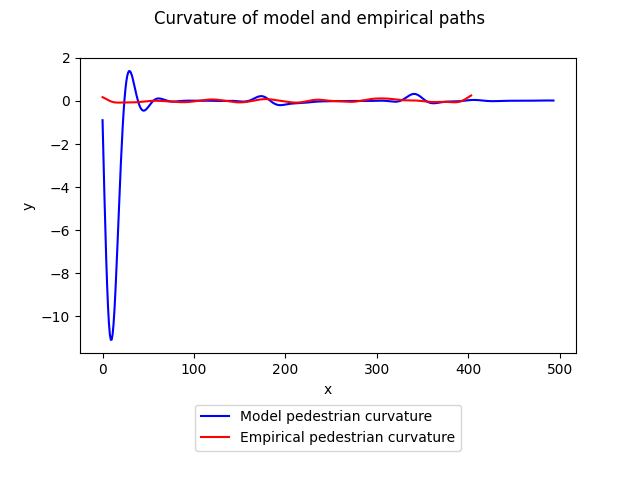 Curvature of model and empirical paths
2
0
−2
−4
−6
−8
−10
y
0 100 200 300 400 500
x
Model pedestrian curvature
Empirical pedestrian curvature